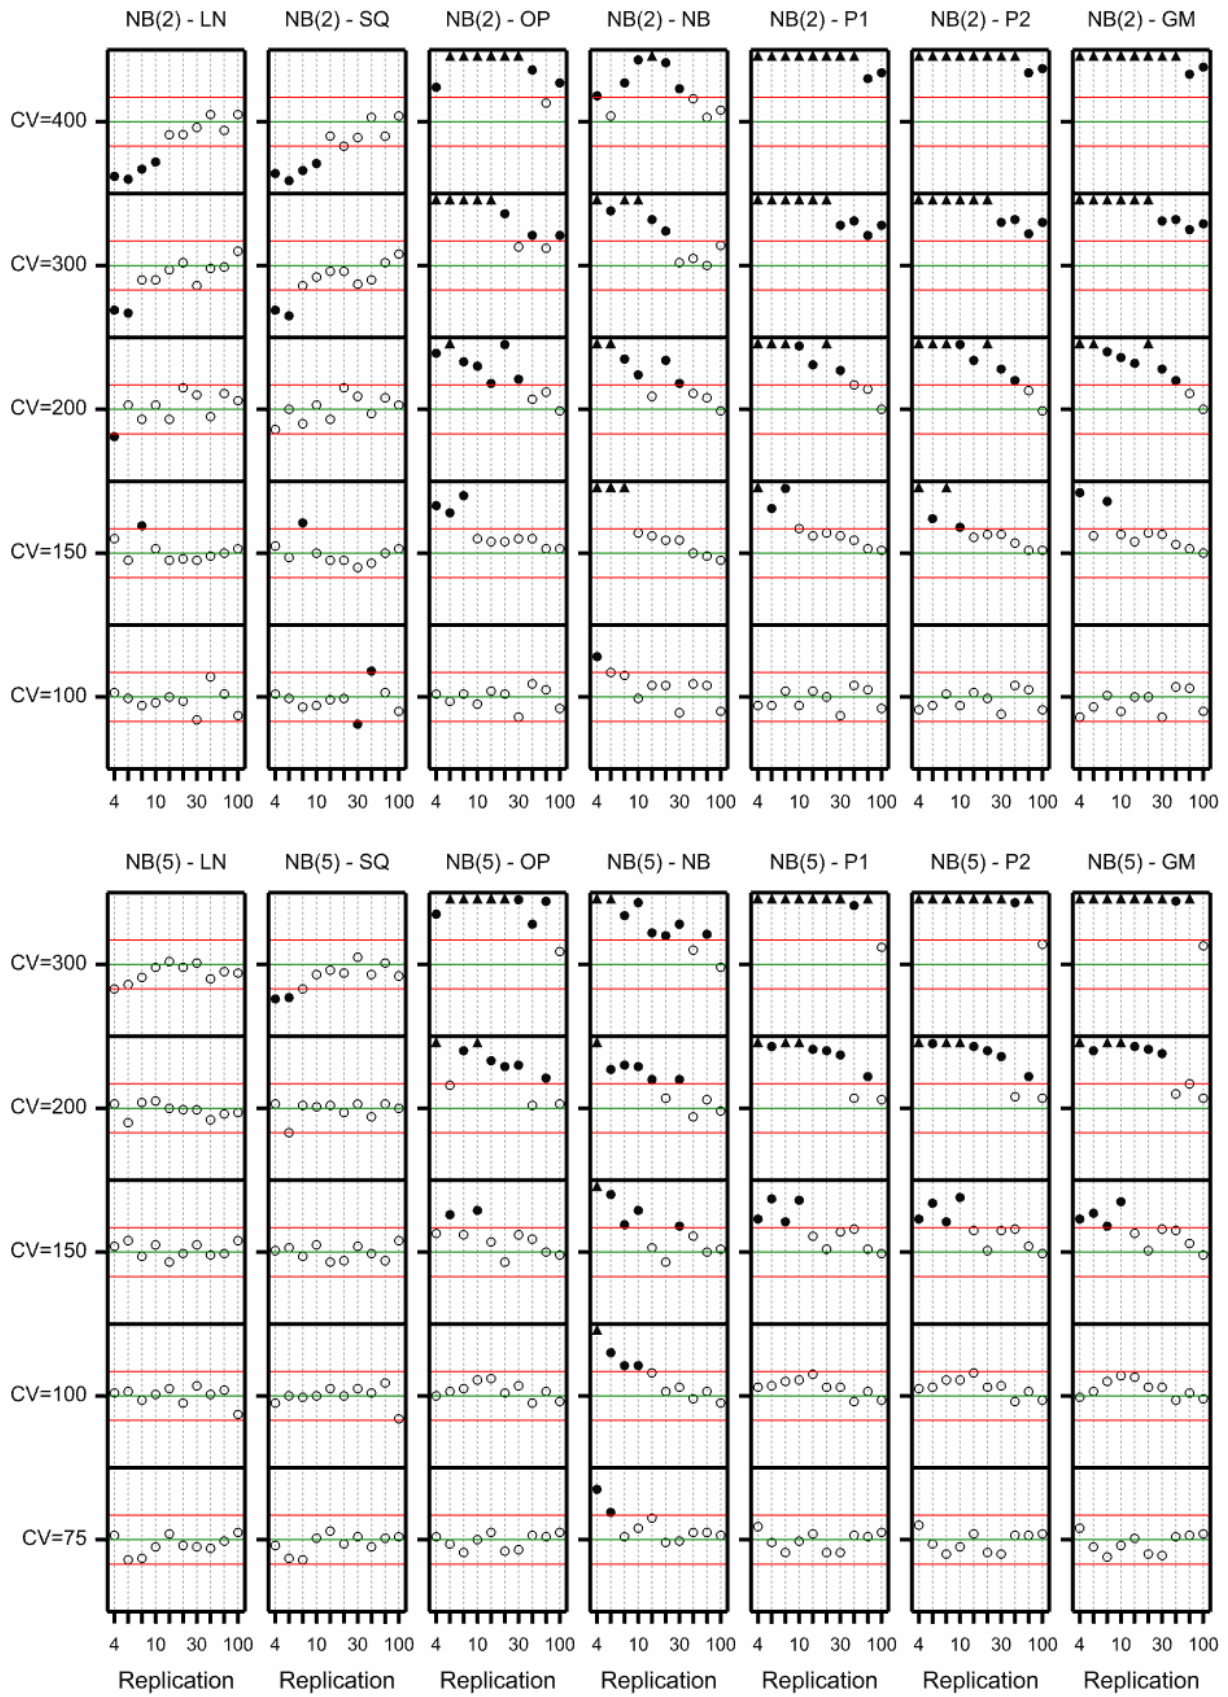 NB(2) - LN NB(2) - SQ NB(2) - OP NB(2) - NB NB(2) - P1 NB(2) - P2 NB(2) - GM
CV=400
CV=300
CV=200
CV=150
CV=100
4 10 30 100 4 10 30 100 4 10 30 100 4 10 30 100 4 10 30 100 4 10 30 100 4 10 30 100
NB(5) - LN NB(5) - SQ NB(5) - OP NB(5) - NB NB(5) - P1 NB(5) - P2 NB(5) - GM
CV=300
CV=200
CV=150
CV=100
CV=75
4 10 30 100 4 10 30 100 4 10 30 100 4 10 30 100 4 10 30 100 4 10 30 100 4 10 30 100
Replication Replication Replication Replication Replication Replication Replication